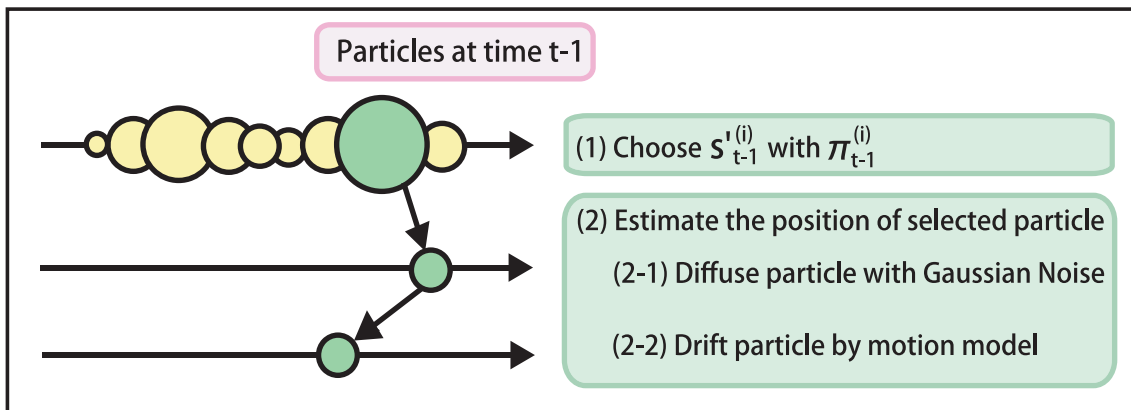 Particles at time t-1
(1) Choose s'_{t-1}^{(i)} with π_{t-1}^{(i)}
(2) Estimate the position of selected particle
(2-1) Diffuse particle with Gaussian Noise
(2-2) Drift particle by motion model